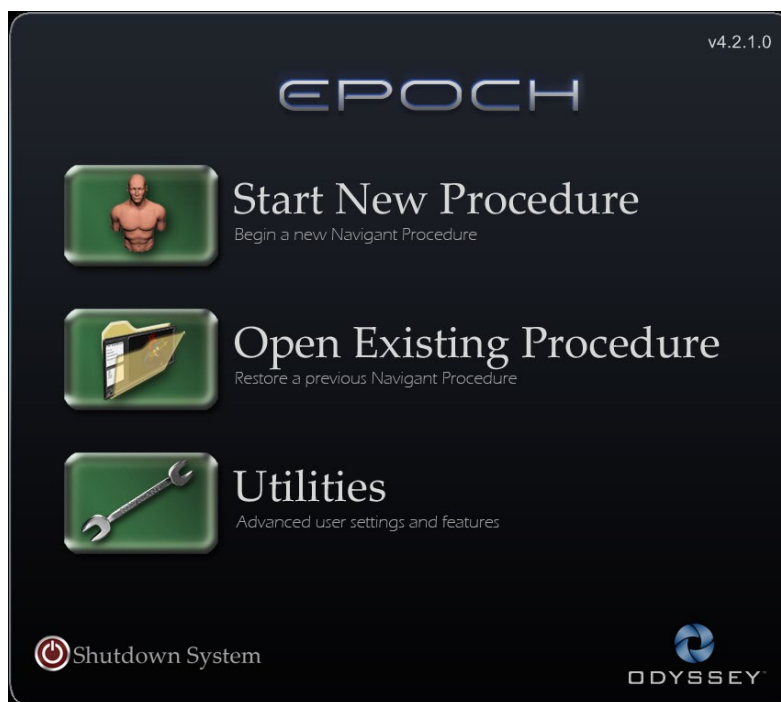 v4.2.1.0
EPOCH
Start New Procedure
Begin a new Navigant Procedure
Open Existing Procedure
Restore a previous Navigant Procedure
Utilities
Advanced user settings and features
Shutdown System
ODYSSEY™